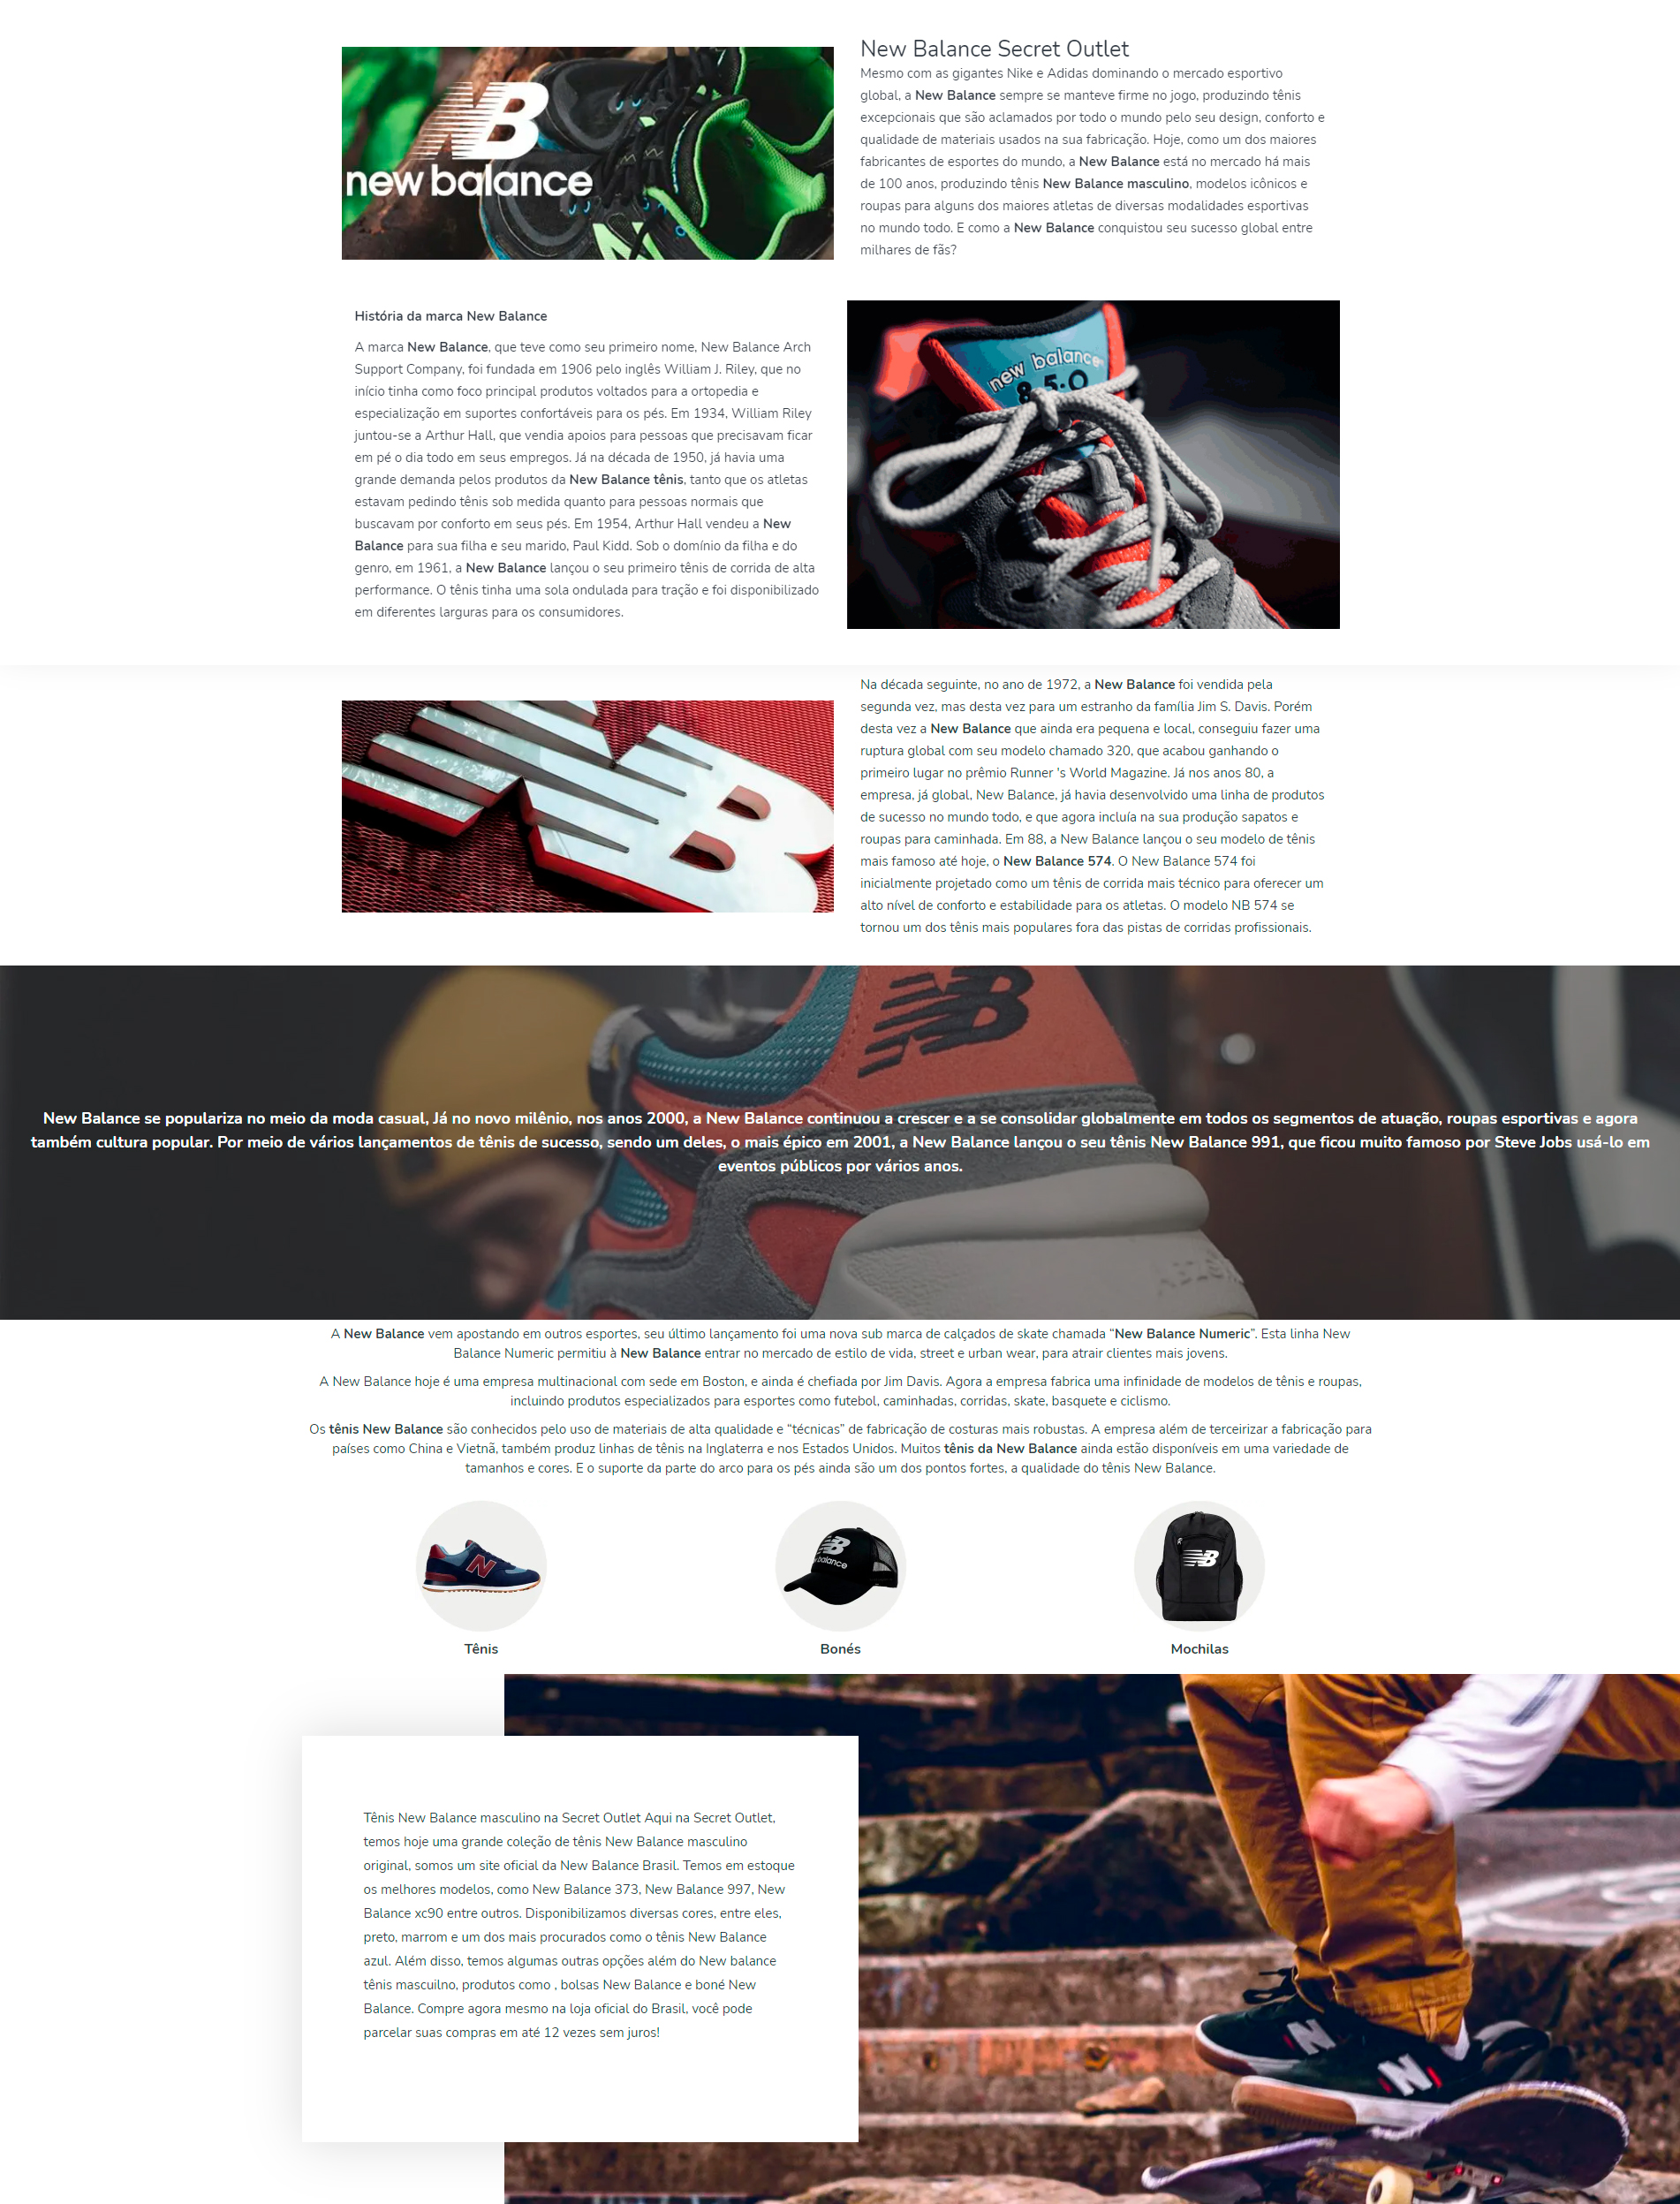 NB
new balance
New Balance Secret Outlet
Mesmo com as gigantes Nike e Adidas dominando o mercado esportivo
global, a New Balance sempre se manteve firme no jogo, produzindo tênis
excepcionais que são aclamados por todo o mundo pelo seu design, conforto e
qualidade de materiais usados na sua fabricação. Hoje, como um dos maiores
fabricantes de esportes do mundo, a New Balance está no mercado há mais
de 100 anos, produzindo tênis New Balance masculino, modelos icônicos e
roupas para alguns dos maiores atletas de diversas modalidades esportivas
no mundo todo. E como a New Balance conquistou seu sucesso global entre
milhares de fãs?
História da marca New Balance
A marca New Balance, que teve como seu primeiro nome, New Balance Arch
Support Company, foi fundada em 1906 pelo inglês William J. Riley, que no
início tinha como foco principal produtos voltados para a ortopedia e
especialização em suportes confortáveis para os pés. Em 1934, William Riley
juntou-se a Arthur Hall, que vendia apoios para pessoas que precisavam ficar
em pé o dia todo em seus empregos. Já na década de 1950, já havia uma
grande demanda pelos produtos da New Balance tênis, tanto que os atletas
estavam pedindo tênis sob medida quanto para pessoas normais que
buscavam por conforto em seus pés. Em 1954, Arthur Hall vendeu a New
Balance para sua filha e seu marido, Paul Kidd. Sob o domínio da filha e do
genro, em 1961, a New Balance lançou o seu primeiro tênis de corrida de alta
performance. O tênis tinha uma sola ondulada para tração e foi disponibilizado
em diferentes larguras para os consumidores.
new balance
8.5.0
Na década seguinte, no ano de 1972, a New Balance foi vendida pela
segunda vez, mas desta vez para um estranho da família Jim S. Davis. Porém
desta vez a New Balance que ainda era pequena e local, conseguiu fazer uma
ruptura global com seu modelo chamado 320, que acabou ganhando o
primeiro lugar no prêmio Runner 's World Magazine. Já nos anos 80, a
empresa, já global, New Balance, já havia desenvolvido uma linha de produtos
de sucesso no mundo todo, e que agora incluía na sua produção sapatos e
roupas para caminhada. Em 88, a New Balance lançou o seu modelo de tênis
mais famoso até hoje, o New Balance 574. O New Balance 574 foi
inicialmente projetado como um tênis de corrida mais técnico para oferecer um
alto nível de conforto e estabilidade para os atletas. O modelo NB 574 se
tornou um dos tênis mais populares fora das pistas de corridas profissionais.
NB
NB
New Balance se populariza no meio da moda casual, Já no novo milênio, nos anos 2000, a New Balance continuou a crescer e a se consolidar globalmente em todos os segmentos de atuação, roupas esportivas e agora
também cultura popular. Por meio de vários lançamentos de tênis de sucesso, sendo um deles, o mais épico em 2001, a New Balance lançou o seu tênis New Balance 991, que ficou muito famoso por Steve Jobs usá-lo em
eventos públicos por vários anos.
A New Balance vem apostando em outros esportes, seu último lançamento foi uma nova sub marca de calçados de skate chamada “New Balance Numeric”. Esta linha New
Balance Numeric permitiu à New Balance entrar no mercado de estilo de vida, street e urban wear, para atrair clientes mais jovens.
A New Balance hoje é uma empresa multinacional com sede em Boston, e ainda é chefiada por Jim Davis. Agora a empresa fabrica uma infinidade de modelos de tênis e roupas,
incluindo produtos especializados para esportes como futebol, caminhadas, corridas, skate, basquete e ciclismo.
Os tênis New Balance são conhecidos pelo uso de materiais de alta qualidade e “técnicas” de fabricação de costuras mais robustas. A empresa além de terceirizar a fabricação para
países como China e Vietnã, também produz linhas de tênis na Inglaterra e nos Estados Unidos. Muitos tênis da New Balance ainda estão disponíveis em uma variedade de
tamanhos e cores. E o suporte da parte do arco para os pés ainda são um dos pontos fortes, a qualidade do tênis New Balance.
N
NB
balance
NB
Tênis
Bonés
Mochilas
Tênis New Balance masculino na Secret Outlet Aqui na Secret Outlet,
temos hoje uma grande coleção de tênis New Balance masculino
original, somos um site oficial da New Balance Brasil. Temos em estoque
os melhores modelos, como New Balance 373, New Balance 997, New
Balance xc90 entre outros. Disponibilizamos diversas cores, entre eles,
preto, marrom e um dos mais procurados como o tênis New Balance
azul. Além disso, temos algumas outras opções além do New balance
tênis mascuilno, produtos como , bolsas New Balance e boné New
Balance. Compre agora mesmo na loja oficial do Brasil, você pode
parcelar suas compras em até 12 vezes sem juros!
N
N